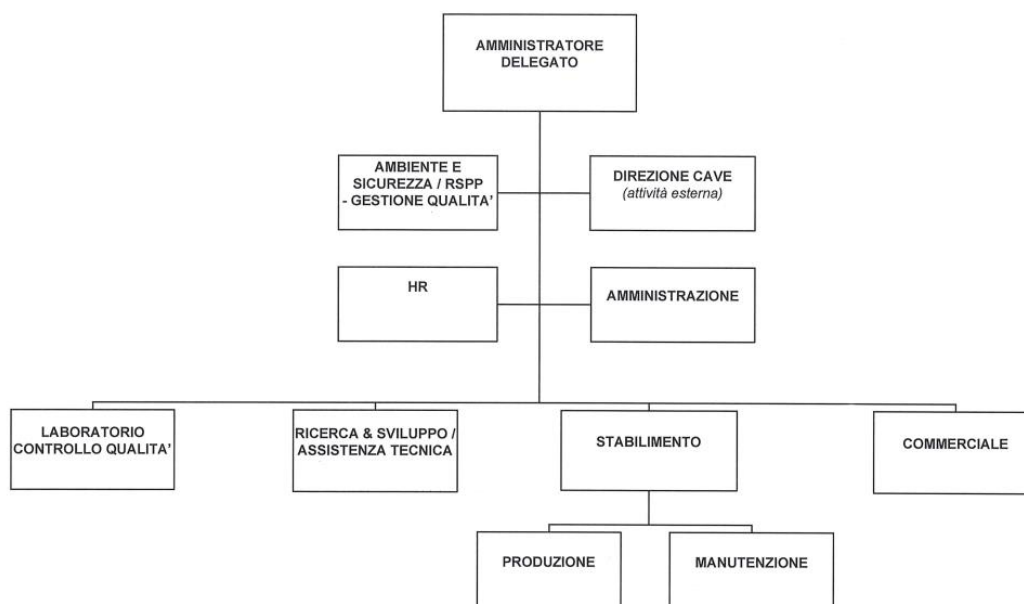 AMMINISTRATORE
DELEGATO
AMBIENTE E
SICUREZZA / RSPP
- GESTIONE QUALITA'
DIREZIONE CAVE
(attività esterna)
HR
AMMINISTRAZIONE
LABORATORIO
CONTROLLO QUALITA'
RICERCA & SVILUPPO /
ASSISTENZA TECNICA
STABILIMENTO
COMMERCIALE
PRODUZIONE
MANUTENZIONE